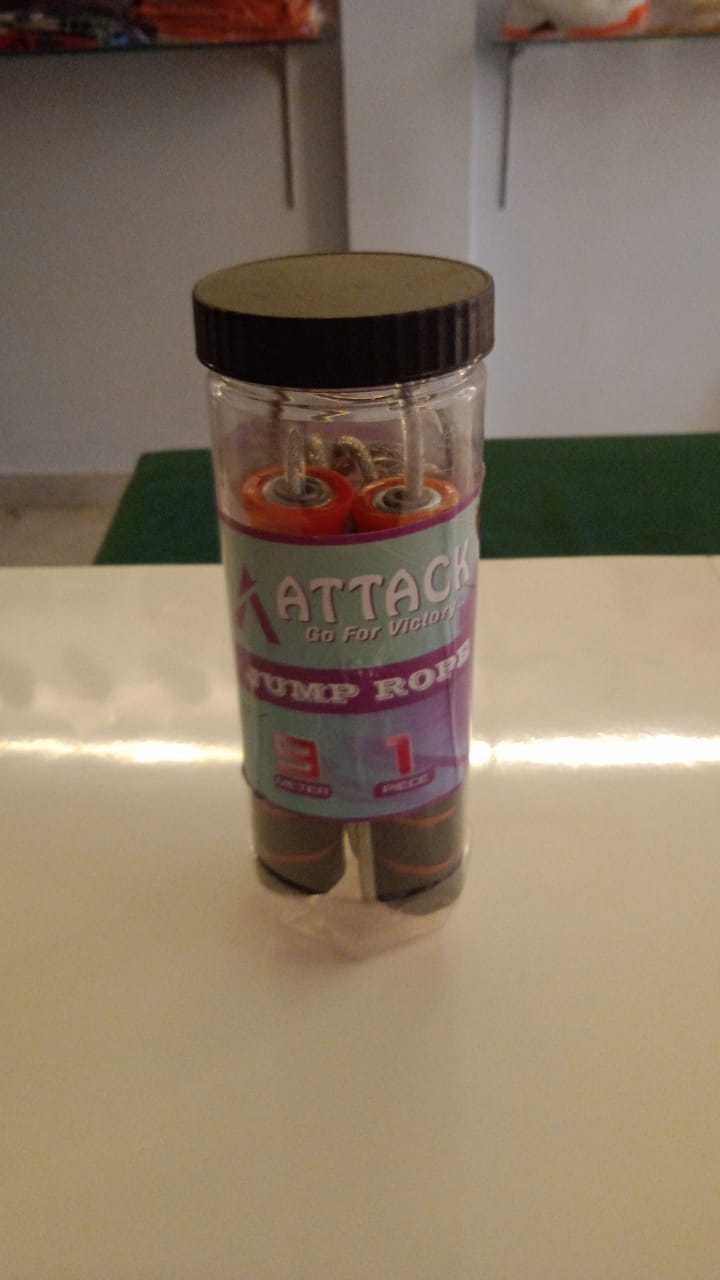 ATTACK
Go For Victory
JUMP ROPE
1
METER PIECE